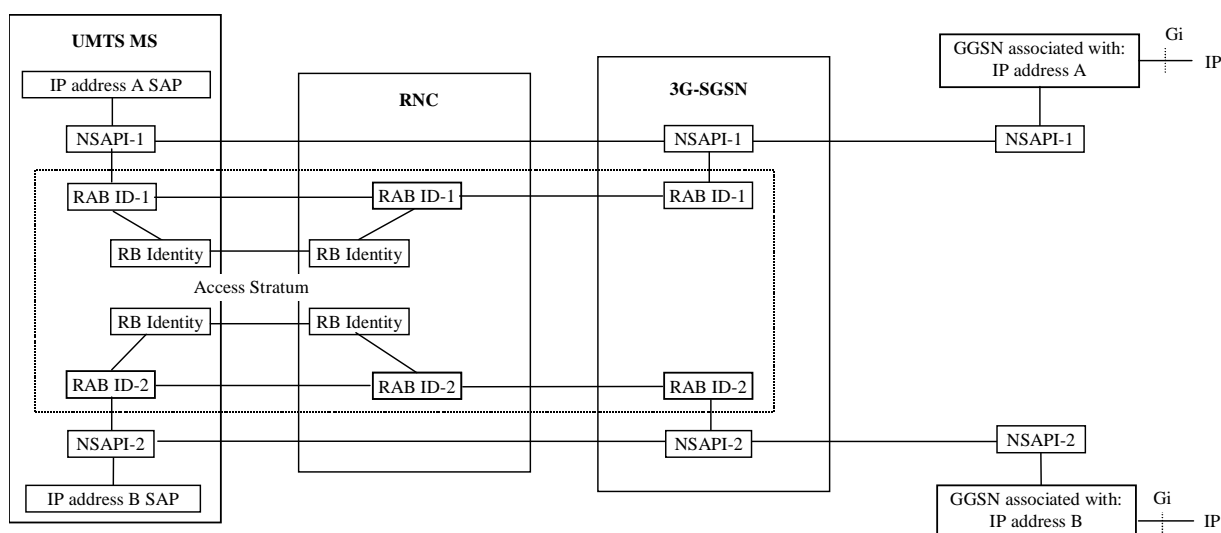 UMTS MS
IP address A SAP
NSAPI-1
RAB ID-1
RB Identity
RNC
RAB ID-1
RB Identity
3G-SGSN
NSAPI-1
RAB ID-1
GGSN associated with:
IP address A
Gi
IP
NSAPI-1
Access Stratum
RB Identity
RAB ID-2
NSAPI-2
IP address B SAP
RB Identity
RAB ID-2
RAB ID-2
NSAPI-2
NSAPI-2
GGSN associated with:
IP address B
Gi
IP